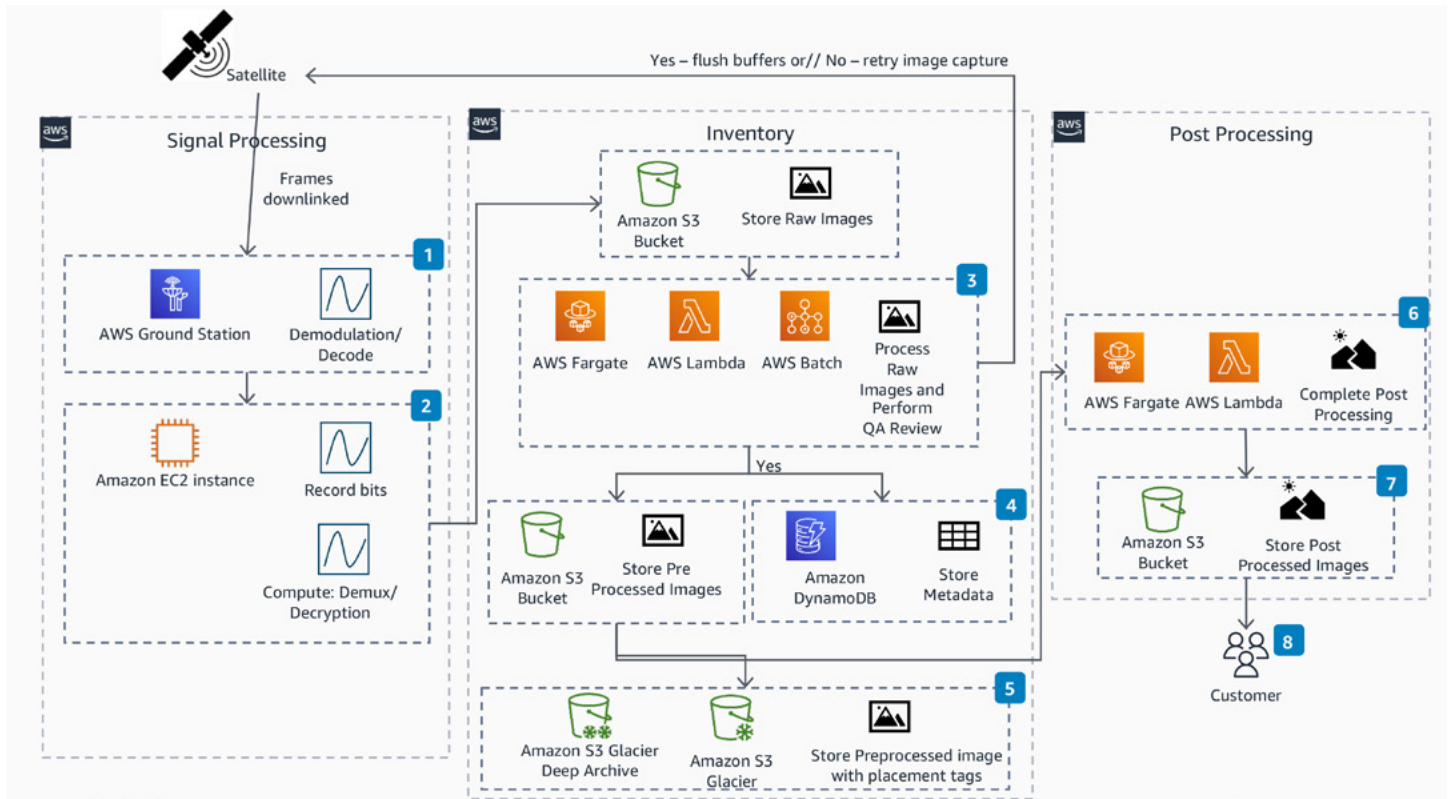 Yes – flush buffers or// No – retry image capture
Satellite
aws
Signal Processing
Frames
downlinked
1
AWS Ground Station
Demodulation/
Decode
2
Amazon EC2 instance
Record bits
Compute: Demux/
Decryption
aws
Inventory
Amazon S3
Bucket
Store Raw Images
3
AWS Fargate
AWS Lambda
AWS Batch
Process
Raw
Images and
Perform
QA Review
Yes
Amazon S3
Bucket
Store Pre
Processed Images
4
Amazon
DynamoDB
Store
Metadata
5
Amazon S3 Glacier
Deep Archive
Amazon S3
Glacier
Store Preprocessed image
with placement tags
aws
Post Processing
6
AWS Fargate
AWS Lambda
Complete Post
Processing
7
Amazon S3
Bucket
Store Post
Processed Images
8
Customer